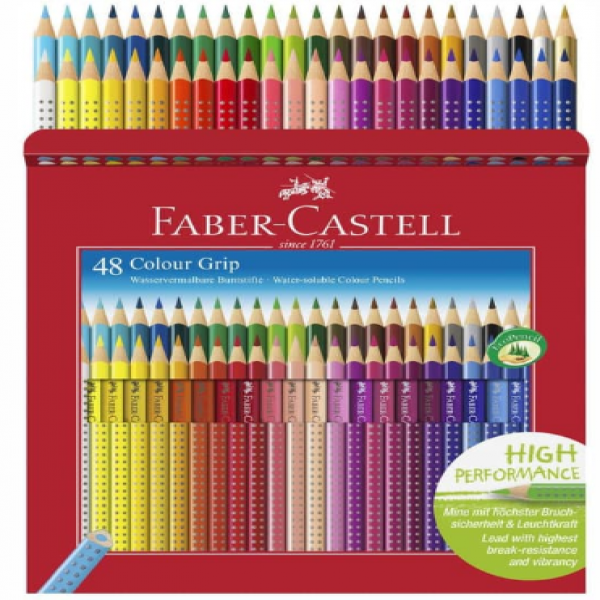 FABER-CASTELL
since 1761
48 Colour Grip
Wasservermalbare Buntstifte · Water-soluble Colour Pencils
EcoPencil
HIGH
PERFORMANCE
Mine mit höchster Bruch-
sicherheit & Leuchtkraft
Lead with highest
break-resistance
and vibrancy